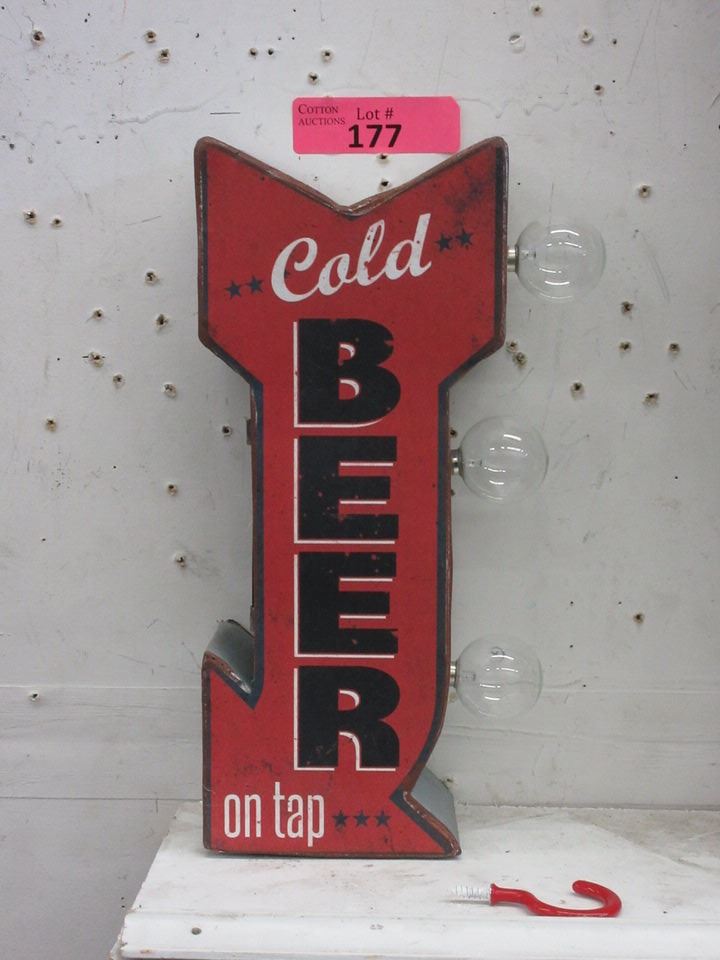 COTTON
AUCTIONS
Lot #
177
Cold
BEER
on tap